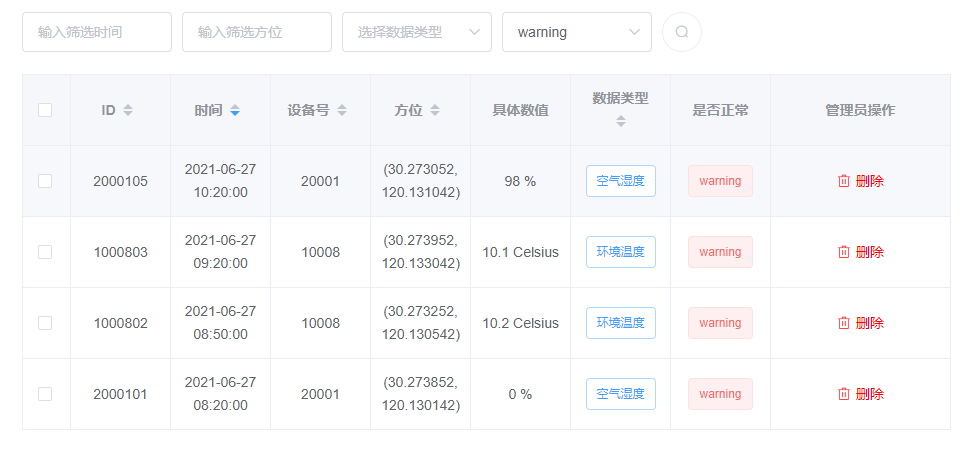 输入筛选时间 输入筛选方位 选择数据类型 warning
ID 时间 设备号 方位 具体数值 数据类型 是否正常 管理员操作
2000105 2021-06-27 10:20:00 20001 (30.273052, 120.131042) 98 % 空气湿度 warning 删除
1000803 2021-06-27 09:20:00 10008 (30.273952, 120.133042) 10.1 Celsius 环境温度 warning 删除
1000802 2021-06-27 08:50:00 10008 (30.273252, 120.130542) 10.2 Celsius 环境温度 warning 删除
2000101 2021-06-27 08:20:00 20001 (30.273852, 120.130142) 0 % 空气湿度 warning 删除